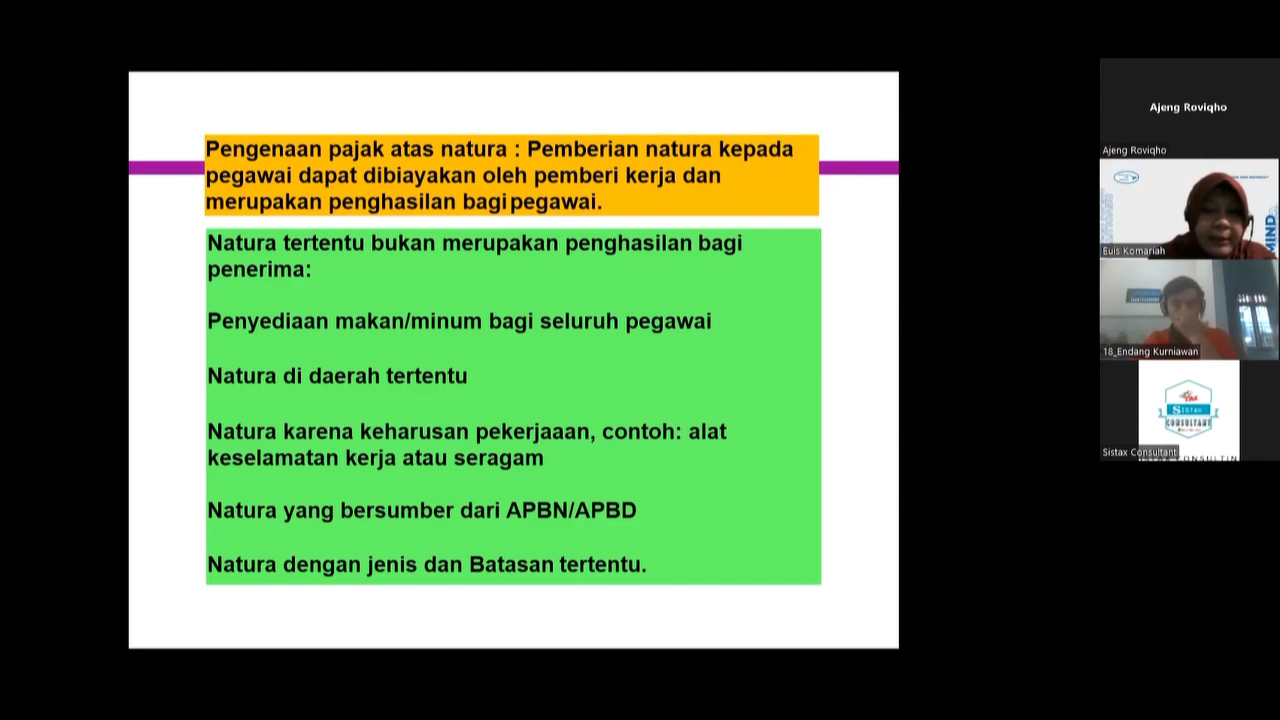 Pengenaan pajak atas natura : Pemberian natura kepada
pegawai dapat dibiayakan oleh pemberi kerja dan
merupakan penghasilan bagi pegawai.
Natura tertentu bukan merupakan penghasilan bagi
penerima:
Penyediaan makan/minum bagi seluruh pegawai
Natura di daerah tertentu
Natura karena keharusan pekerjaaan, contoh: alat
keselamatan kerja atau seragam
Natura yang bersumber dari APBN/APBD
Natura dengan jenis dan Batasan tertentu.
Ajeng Roviqho
Ajeng Roviqho
MIND
Euis Komariah
18_Endang Kurniawan
SISTAX
CONSULTANT
Sistax Consultant